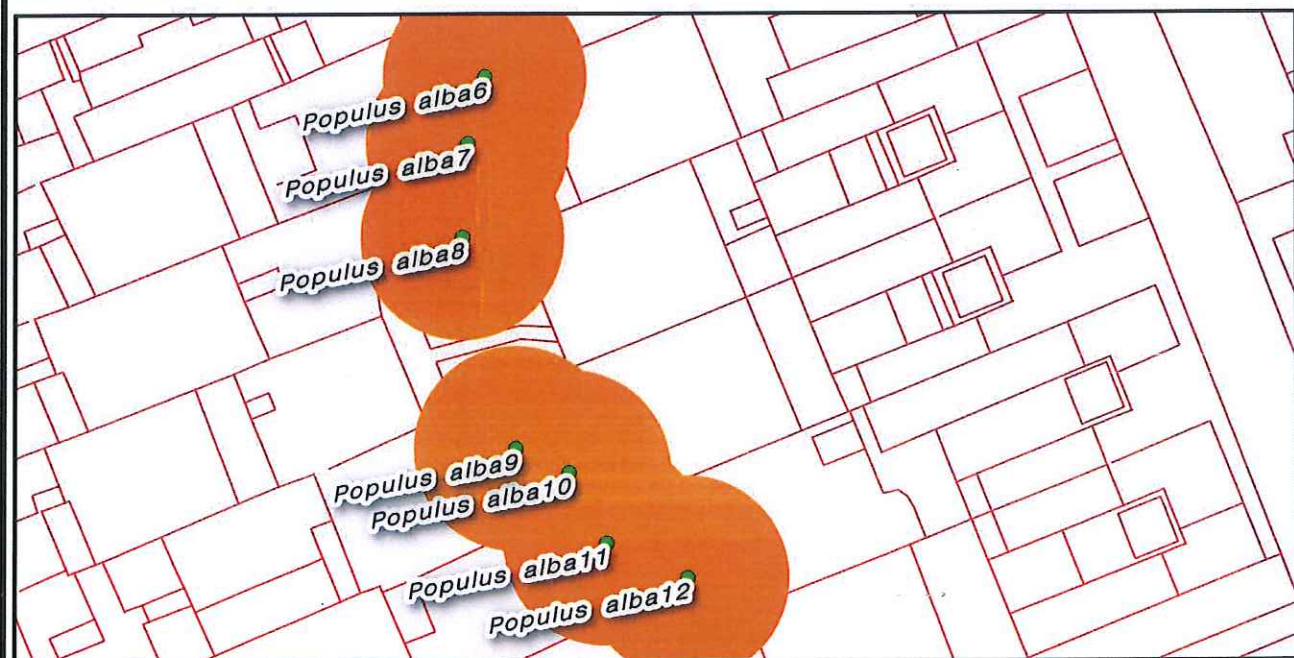 Populus alba6
Populus alba7
Populus alba8
Populus alba9
Populus alba10
Populus alba11
Populus alba12